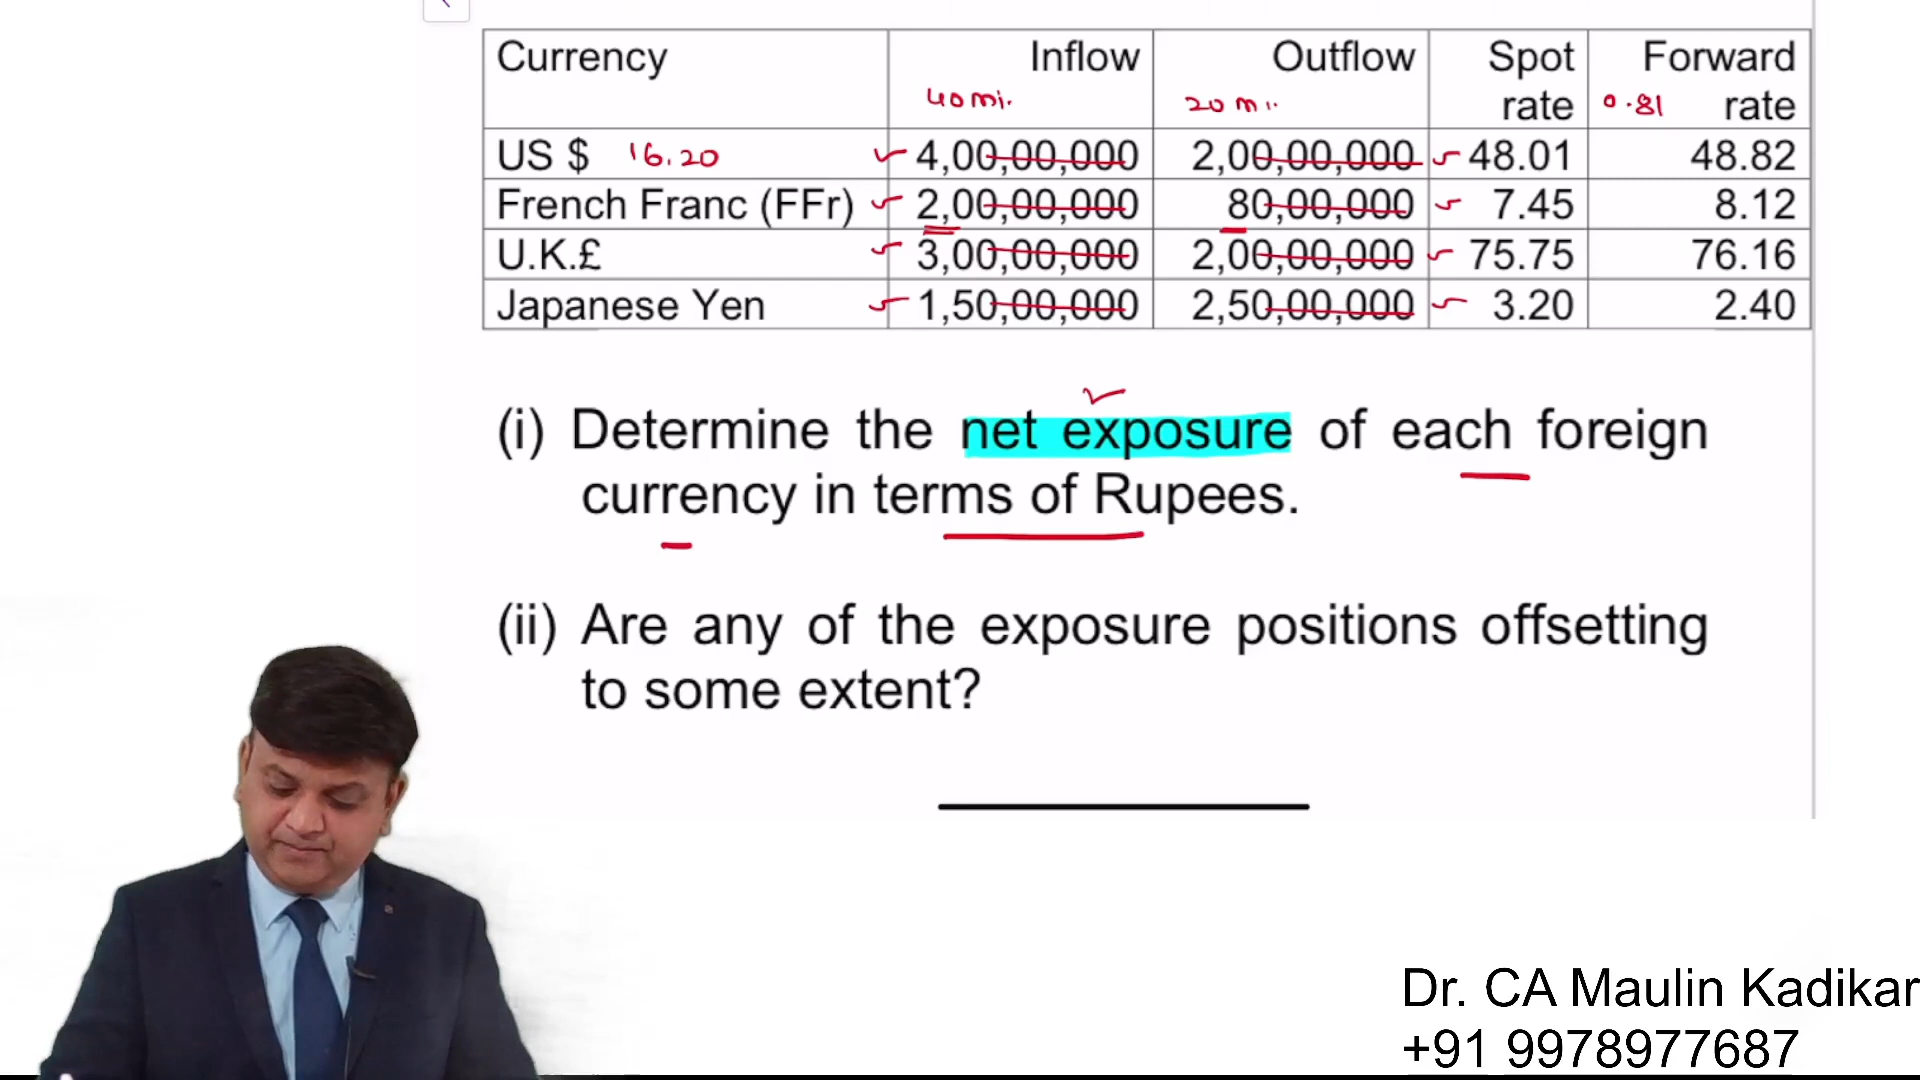 Currency Inflow Outflow Spot rate Forward rate
40 mi. 20 mi. 0.81
US $ 16.20 4,00,00,000 2,00,00,000 48.01 48.82
French Franc (FFr) 2,00,00,000 80,00,000 7.45 8.12
U.K.£ 3,00,00,000 2,00,00,000 75.75 76.16
Japanese Yen 1,50,00,000 2,50,00,000 3.20 2.40
(i) Determine the net exposure of each foreign
currency in terms of Rupees.
(ii) Are any of the exposure positions offsetting
to some extent?
Dr. CA Maulin Kadikar
+91 9978977687